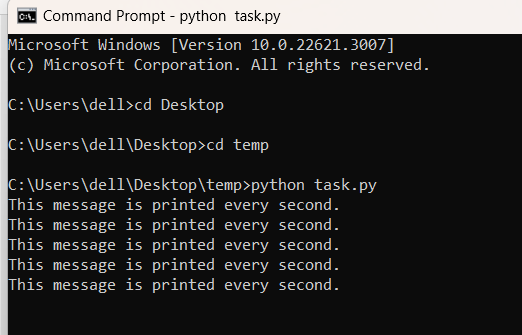 Command Prompt - python  task.py
Microsoft Windows [Version 10.0.22621.3007]
(c) Microsoft Corporation. All rights reserved.
C:\Users\dell>cd Desktop
C:\Users\dell\Desktop>cd temp
C:\Users\dell\Desktop\temp>python task.py
This message is printed every second.
This message is printed every second.
This message is printed every second.
This message is printed every second.
This message is printed every second.